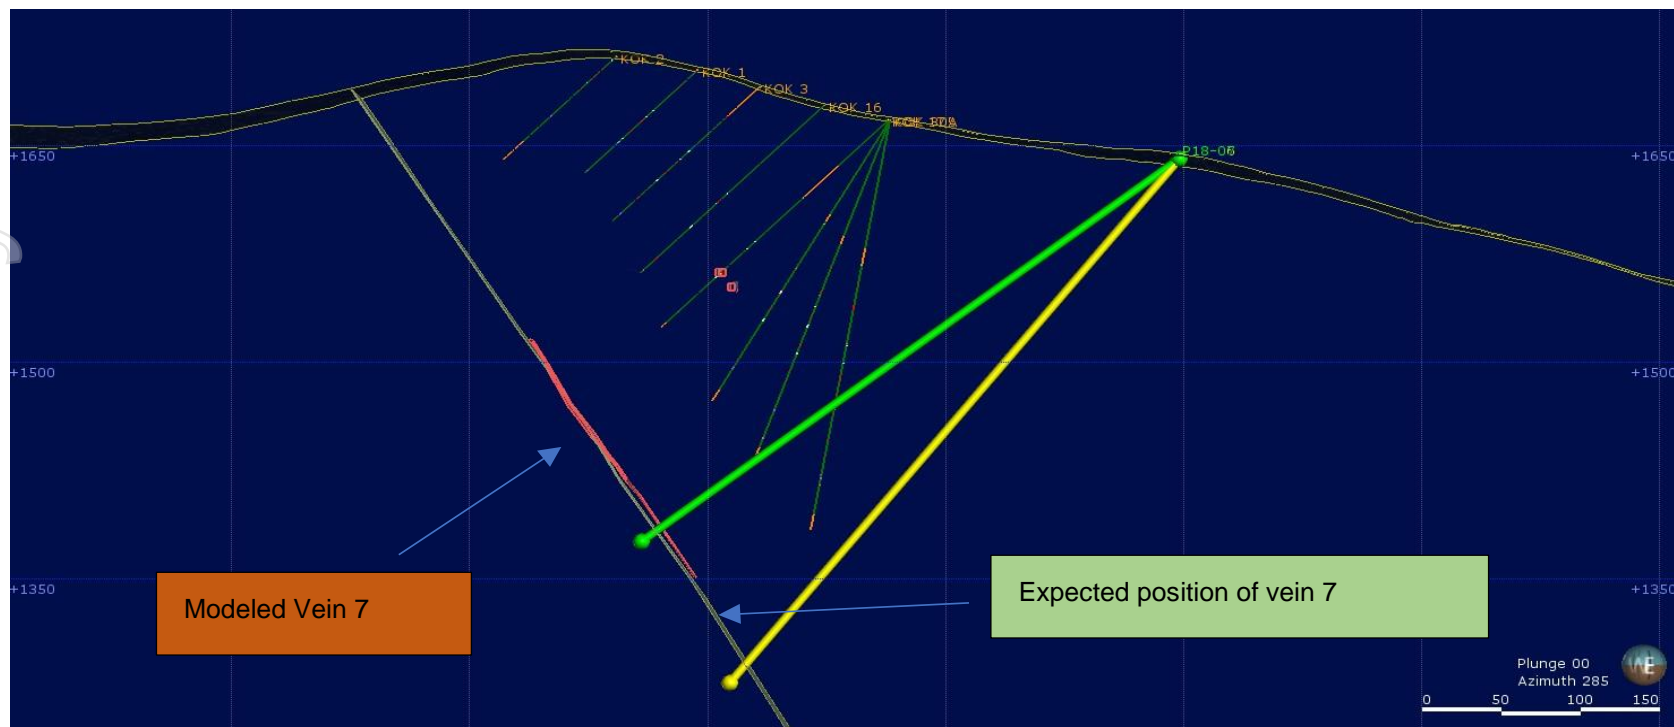 KOK 2
KOK 1
KOK 3
KOK 16
P18-06
+1650
+1650
+1500
+1500
Modeled Vein 7
Expected position of vein 7
+1350
+1350
Plunge 00
Azimuth 285
0 50 100 150